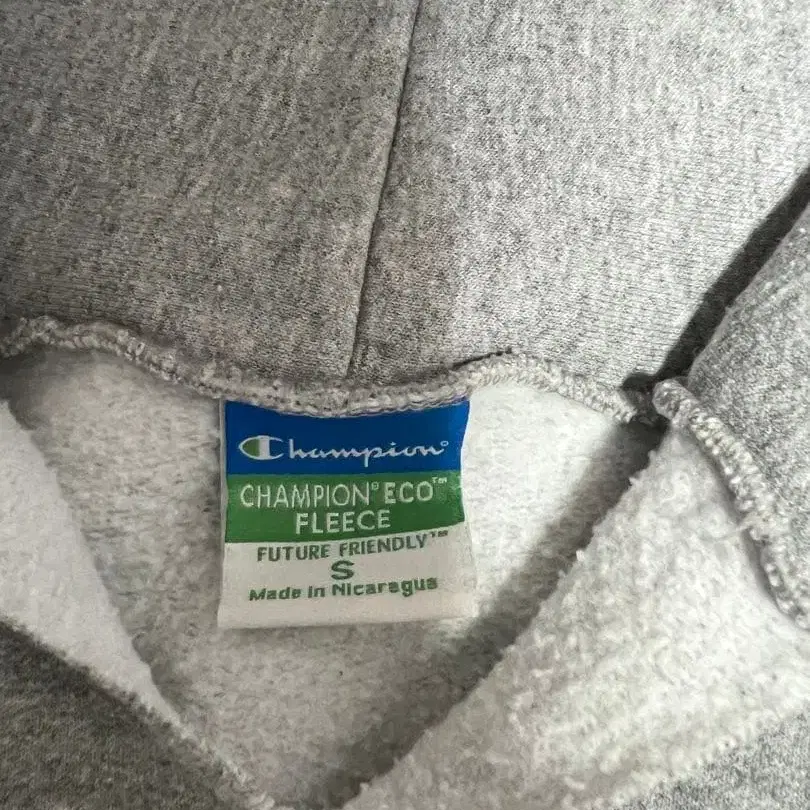 Champion®
CHAMPION® ECO™
FLEECE
FUTURE FRIENDLY™
S
Made In Nicaragua